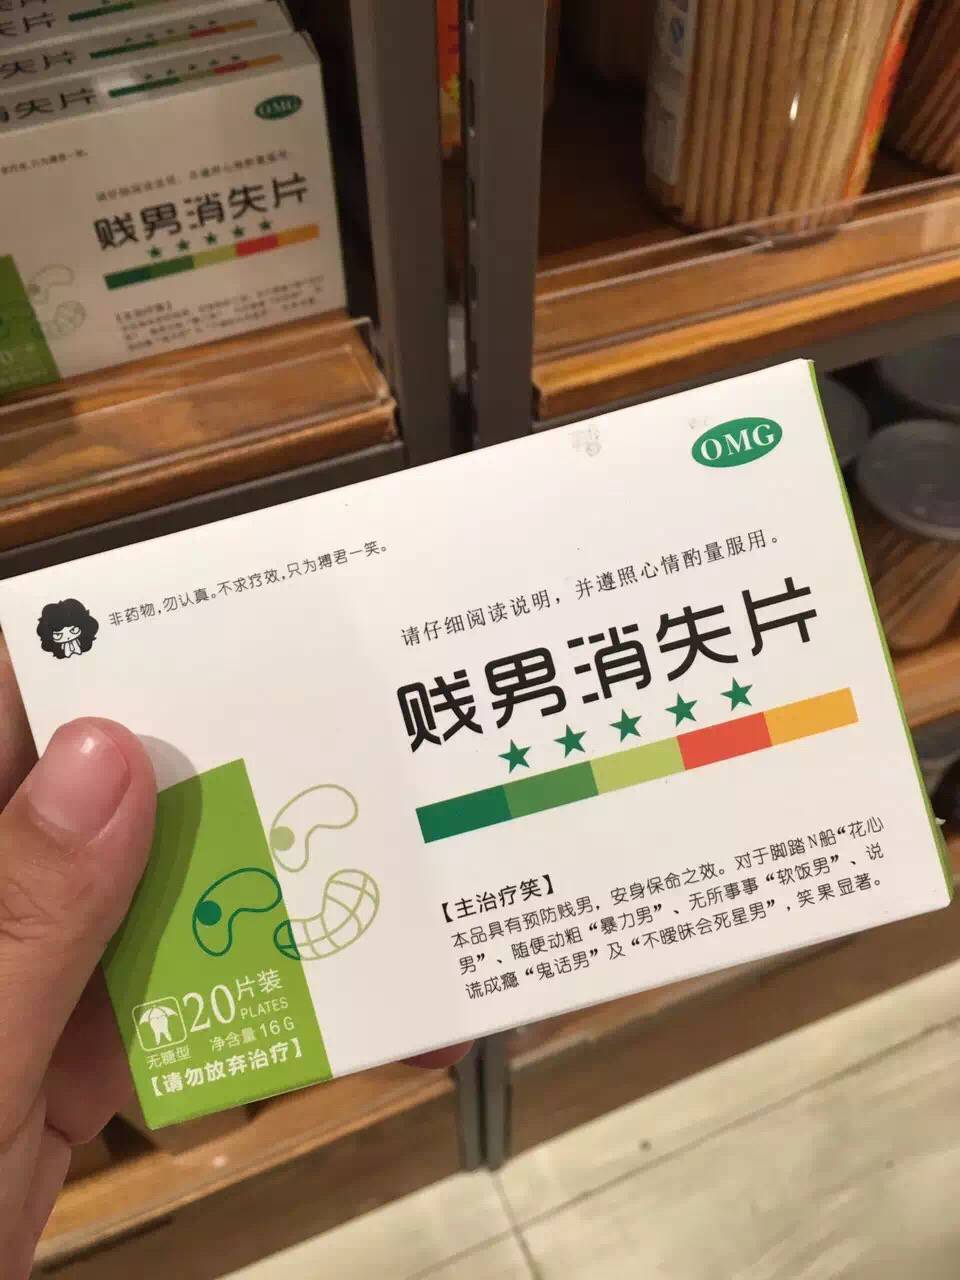 失片
OMG
贱男消失片
OMG
非药物,勿认真。不求疗效,只为搏君一笑。
请仔细阅读说明，并遵照心情酌量服用。
贱男消失片
【主治疗笑】
本品具有预防贱男，安身保命之效。对于脚踏N船“花心
男”、随便动粗“暴力男”、无所事事“软饭男”、说
谎成瘾“鬼话男”及“不暧昧会死星男”,笑果显著。
20片装
PLATES
无糖型 净含量16G
【请勿放弃治疗】